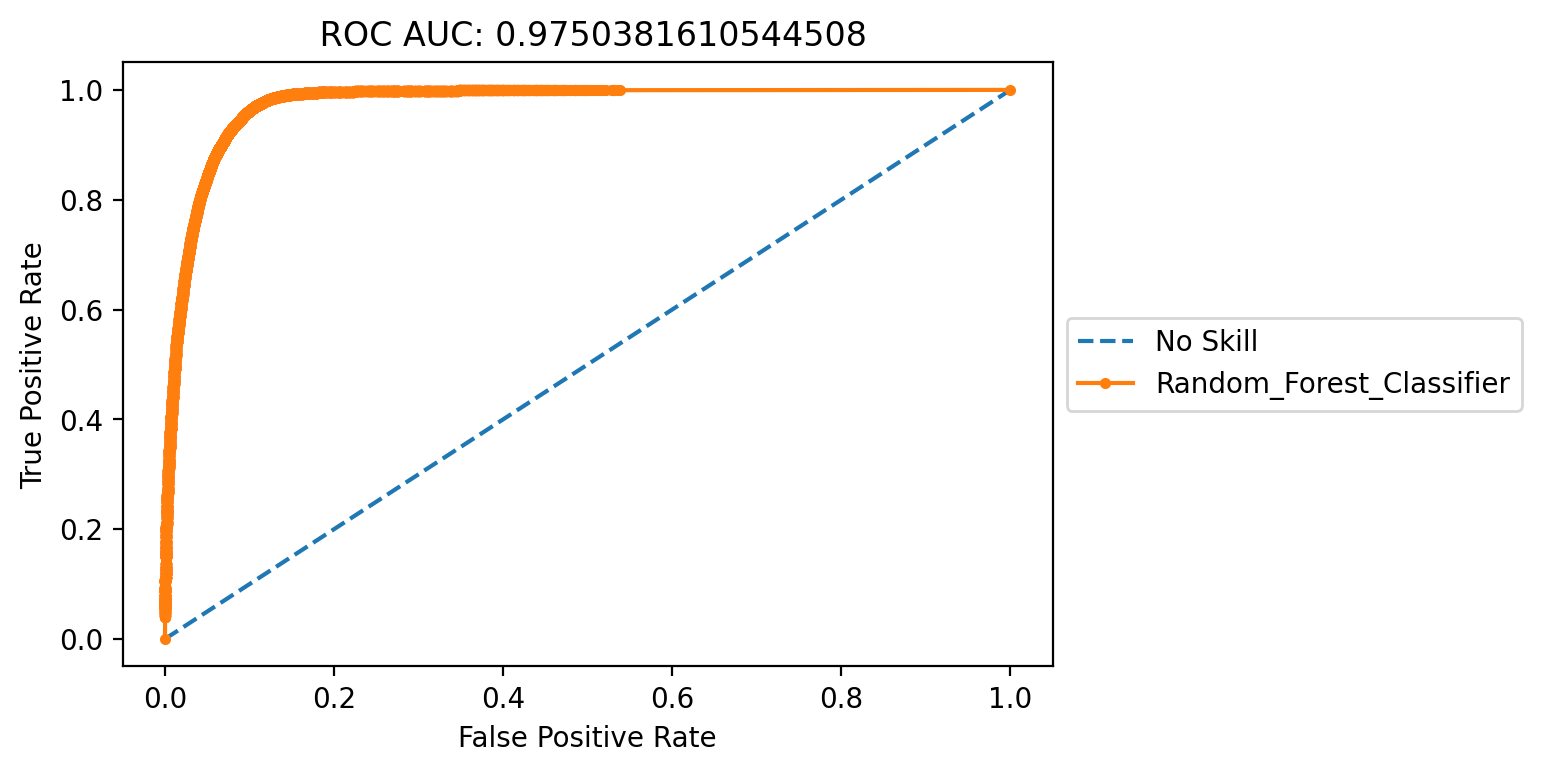 ROC AUC: 0.9750381610544508
True Positive Rate
1.0
0.8
0.6
0.4
0.2
0.0
0.0 0.2 0.4 0.6 0.8 1.0
False Positive Rate
No Skill
Random_Forest_Classifier